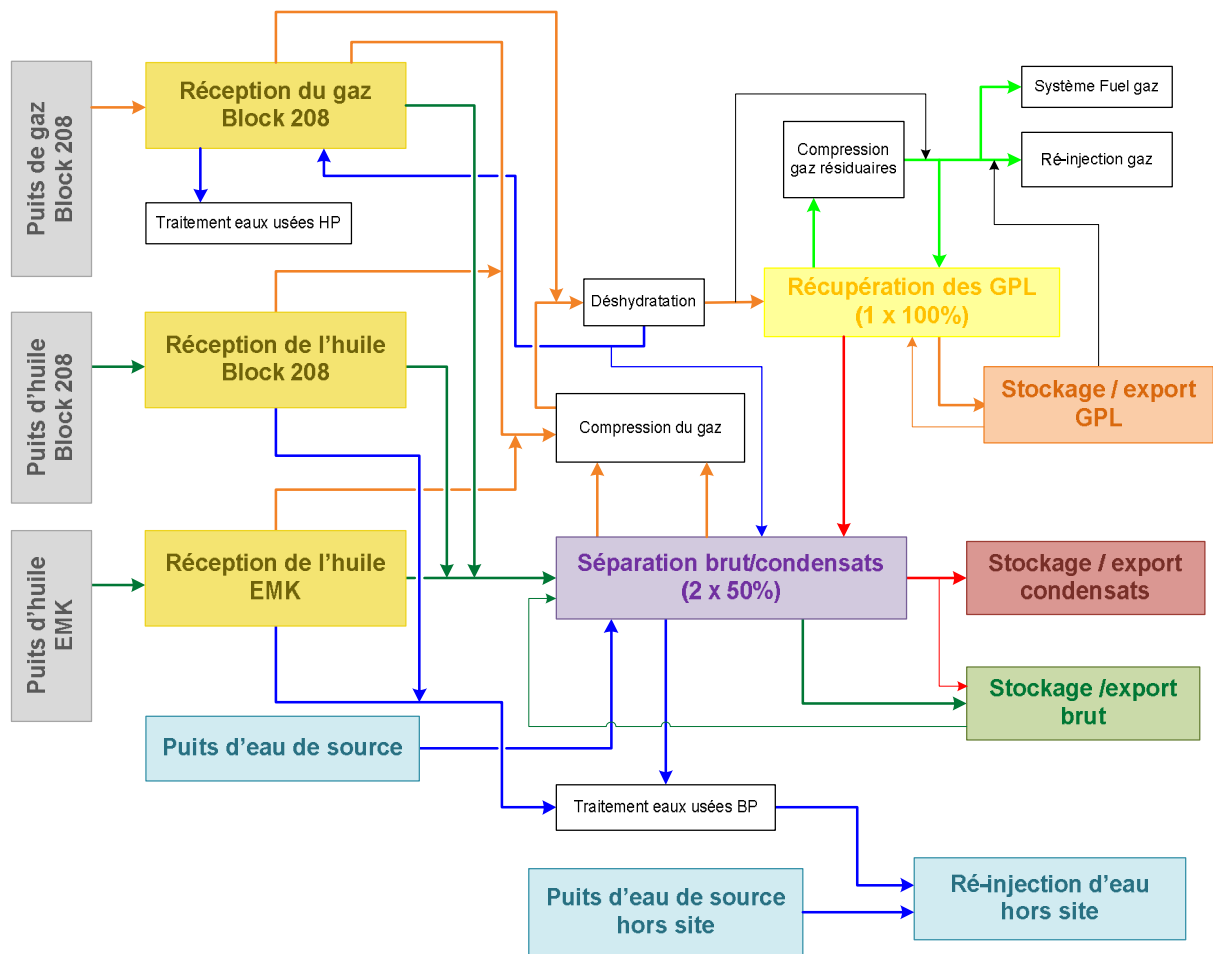 Puits de gaz
Block 208
Réception du gaz
Block 208
Traitement eaux usées HP
Système Fuel gaz
Compression
gaz résiduaires
Ré-injection gaz
Puits d'huile
Block 208
Réception de l'huile
Block 208
Déshydratation
Récupération des GPL
(1 x 100%)
Stockage / export
GPL
Compression du gaz
Puits d'huile
EMK
Réception de l'huile
EMK
Séparation brut/condensats
(2 x 50%)
Stockage / export
condensats
Stockage /export
brut
Puits d'eau de source
Traitement eaux usées BP
Puits d'eau de source
hors site
Ré-injection d'eau
hors site